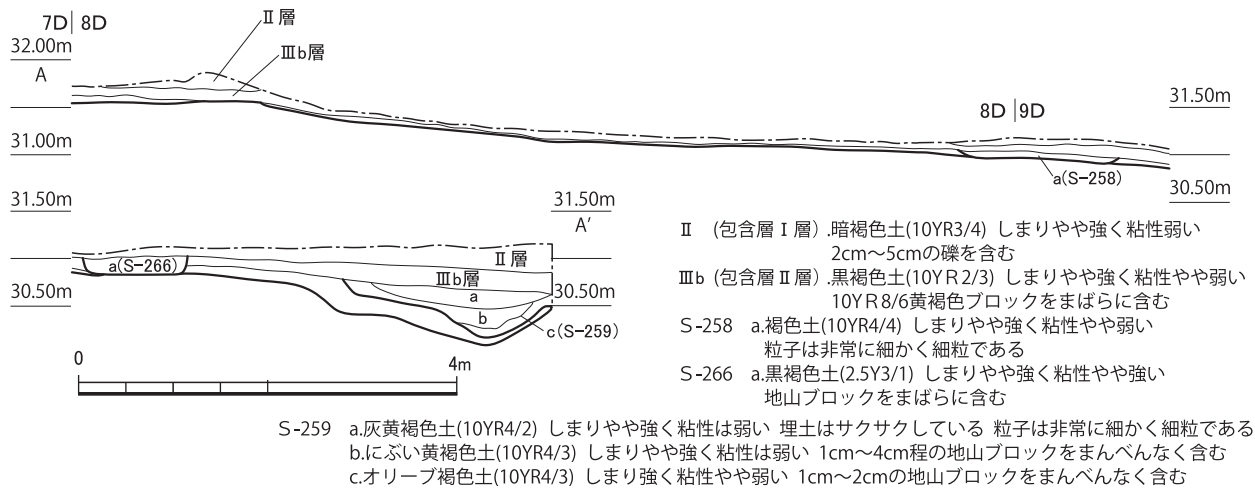 7D 8D
Ⅱ層
32.00m
Ⅲb層
A
8D 9D
31.50m
31.00m
a(S-258)
30.50m
31.50m
31.50m
A′
a(S-266)
Ⅱ層
Ⅲb層
30.50m
a
30.50m
b
c(S-259)
0
4m
Ⅱ (包含層Ⅰ層).暗褐色土(10YR3/4) しまりやや強く粘性弱い
2cm～5cmの礫を含む
Ⅲb (包含層Ⅱ層).黒褐色土(10YR2/3) しまりやや強く粘性やや弱い
10YR8/6黄褐色ブロックをまばらに含む
S-258 a.褐色土(10YR4/4) しまりやや強く粘性やや弱い
粒子は非常に細かく細粒である
S-266 a.黒褐色土(2.5Y3/1) しまりやや強く粘性やや強い
地山ブロックをまばらに含む
S-259 a.灰黄褐色土(10YR4/2) しまりやや強く粘性は弱い 埋土はサクサクしている 粒子は非常に細かく細粒である
b.にぶい黄褐色土(10YR4/3) しまりやや強く粘性は弱い 1cm～4cm程の地山ブロックをまんべんなく含む
c.オリーブ褐色土(10YR4/3) しまり強く粘性やや弱い 1cm～2cmの地山ブロックをまんべんなく含む